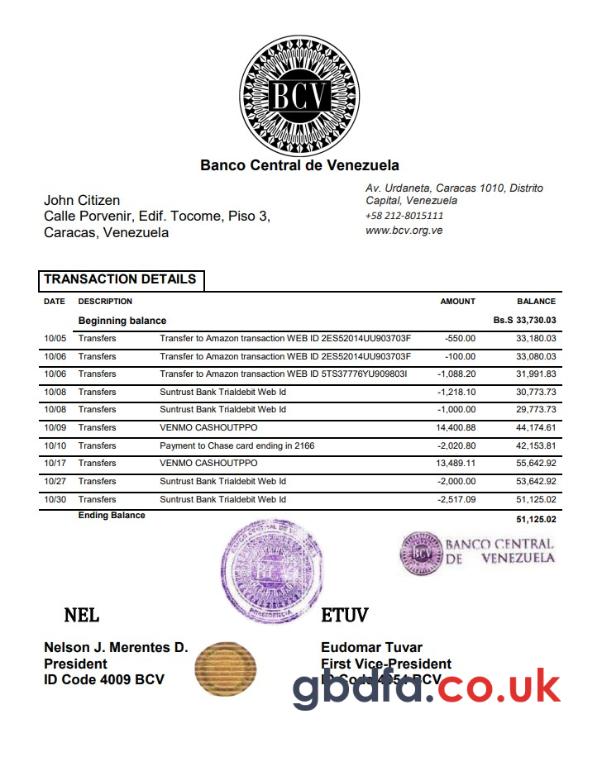 BCV
Banco Central de Venezuela
John Citizen
Calle Porvenir, Edif. Tocome, Piso 3,
Caracas, Venezuela
Av. Urdaneta, Caracas 1010, Distrito
Capital, Venezuela
+58 212-8015111
www.bcv.org.ve
TRANSACTION DETAILS
DATE DESCRIPTION AMOUNT BALANCE
Beginning balance Bs.S 33,730.03
10/05 Transfers Transfer to Amazon transaction WEB ID 2ES52014UU903703F -550.00 33,180.03
10/06 Transfers Transfer to Amazon transaction WEB ID 2ES52014UU903703F -100.00 33,080.03
10/06 Transfers Transfer to Amazon transaction WEB ID 5TS37776YU909803I -1,088.20 31,991.83
10/08 Transfers Suntrust Bank Trialdebit Web Id -1,218.10 30,773.73
10/08 Transfers Suntrust Bank Trialdebit Web Id -1,000.00 29,773.73
10/09 Transfers VENMO CASHOUTPPO 14,400.88 44,174.61
10/10 Transfers Payment to Chase card ending in 2166 -2,020.80 42,153.81
10/17 Transfers VENMO CASHOUTPPO 13,489.11 55,642.92
10/27 Transfers Suntrust Bank Trialdebit Web Id -2,000.00 53,642.92
10/30 Transfers Suntrust Bank Trialdebit Web Id -2,517.09 51,125.02
Ending Balance 51,125.02
BCV
BANCO CENTRAL
DE VENEZUELA
PRESIDENCIA
NEL
ETUV
Nelson J. Merentes D.
President
ID Code 4009 BCV
Eudomar Tuvar
First Vice-President
ID Code 4051 BCV
gbdfa.co.uk